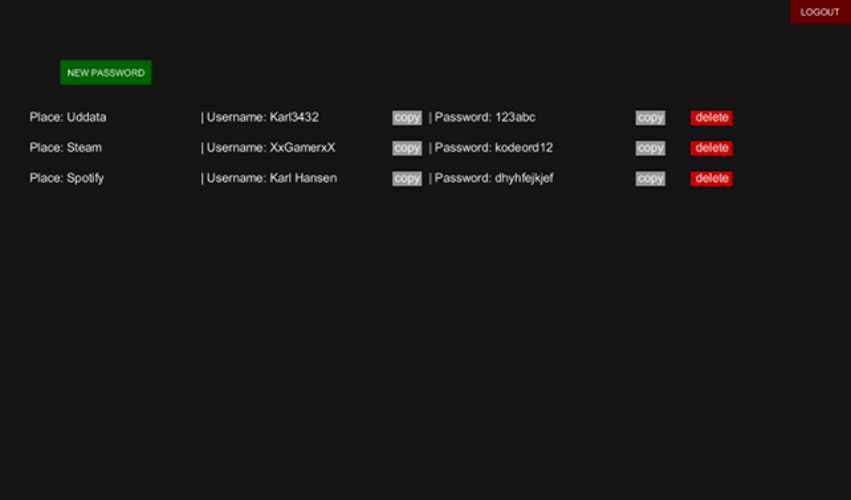 LOGOUT
NEW PASSWORD
Place: Uddata | Username: Karl3432 copy | Password: 123abc copy delete
Place: Steam | Username: XxGamerxX copy | Password: kodeord12 copy delete
Place: Spotify | Username: Karl Hansen copy | Password: dhyhfejkjef copy delete